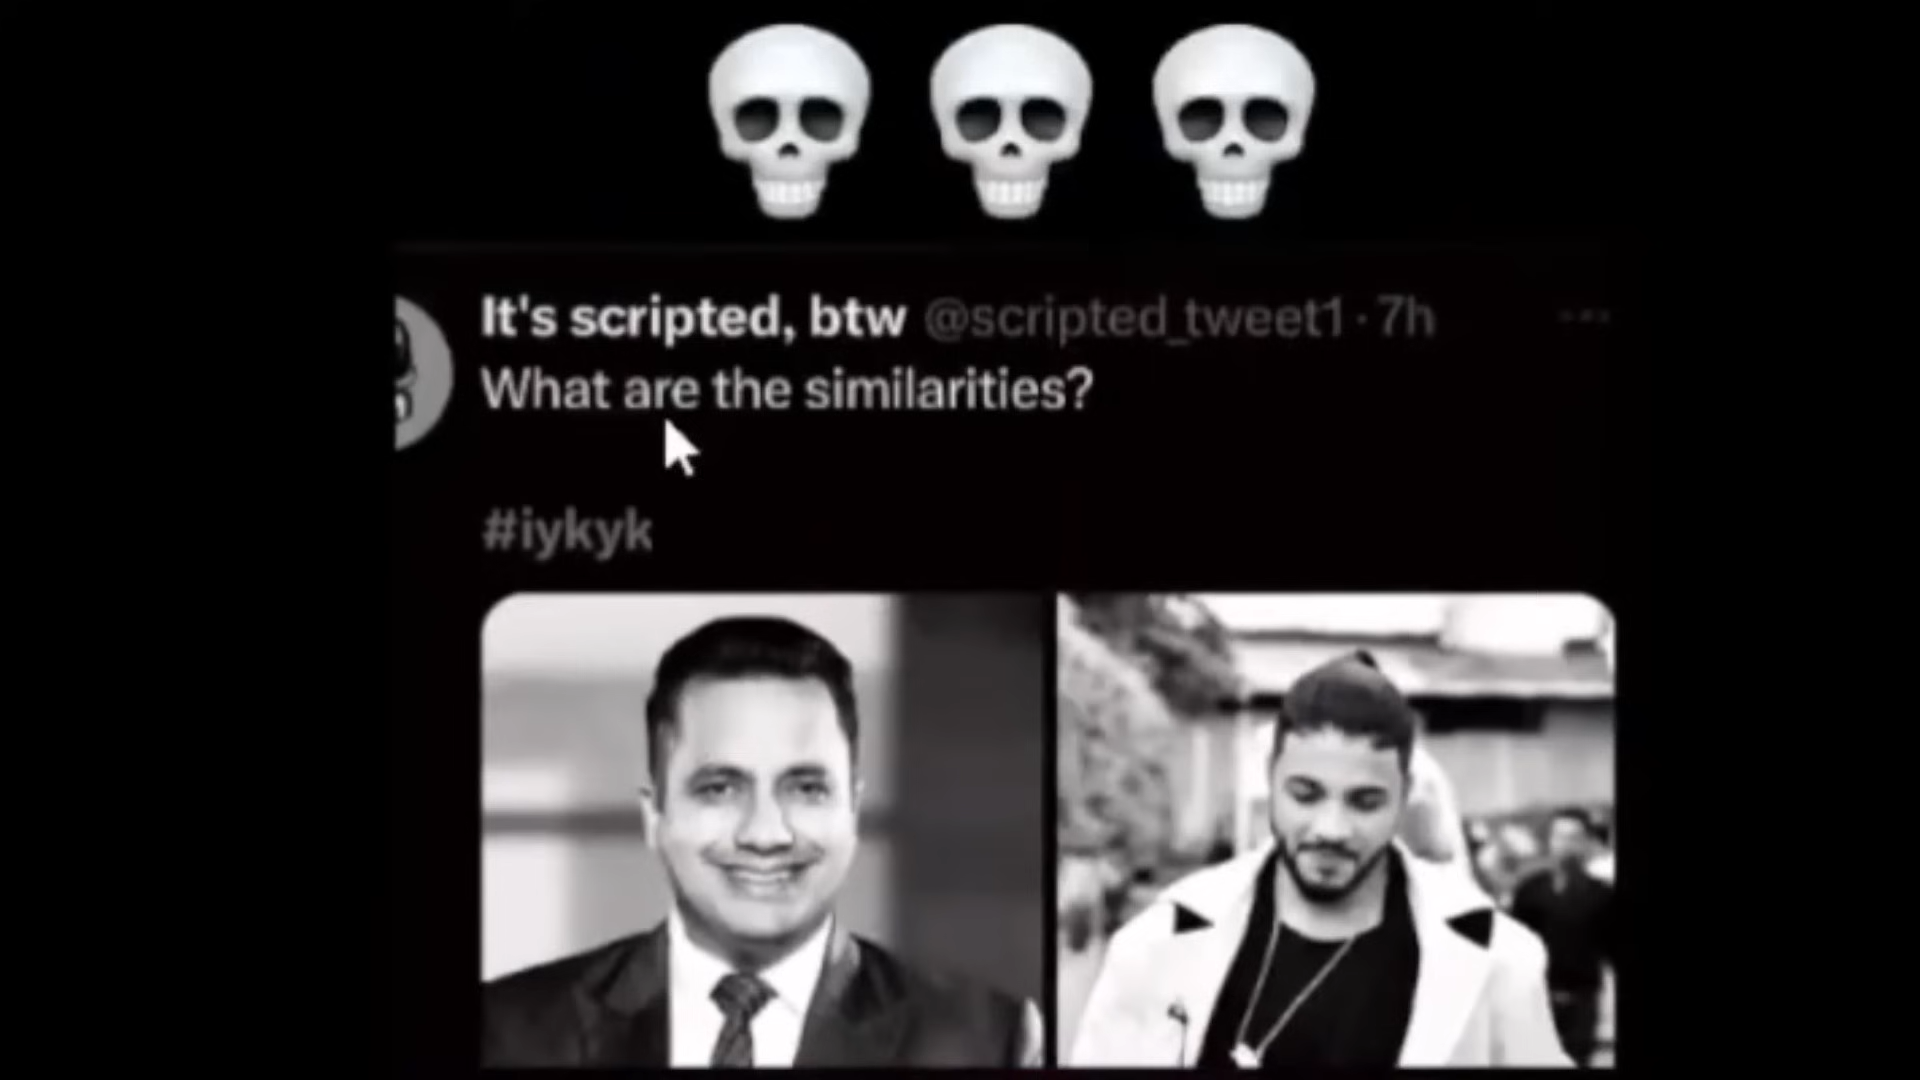 It's scripted, btw @scripted_tweet1 · 7h
What are the similarities?
#iykyk